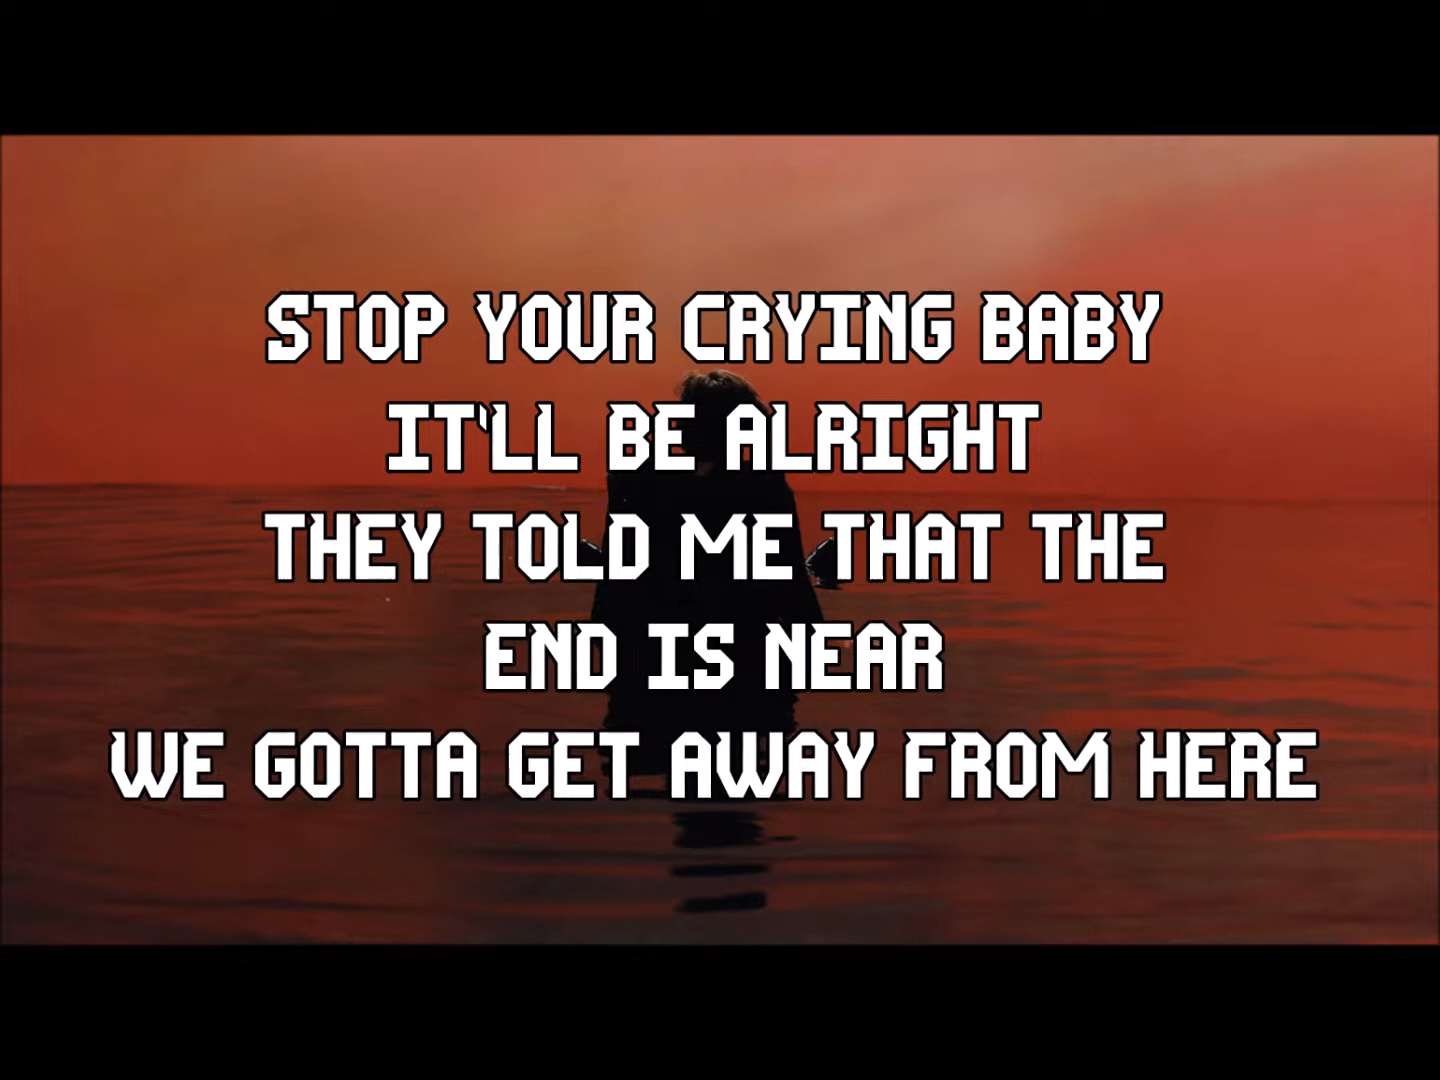 STOP YOUR CRYING BABY
IT'LL BE ALRIGHT
THEY TOLD ME THAT THE
END IS NEAR
WE GOTTA GET AWAY FROM HERE